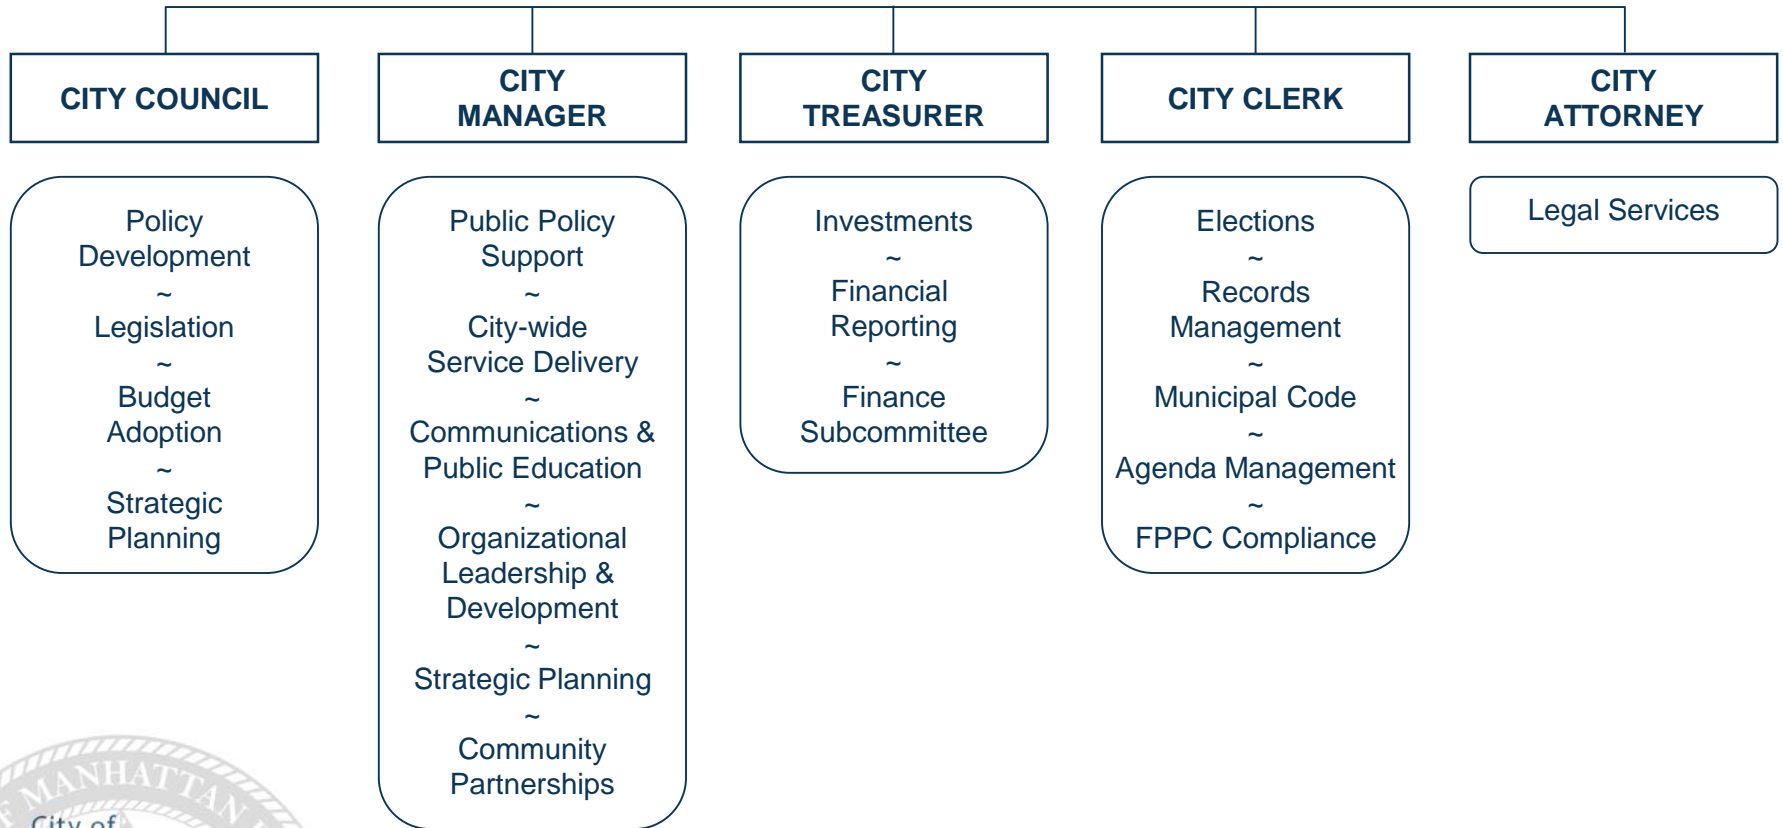 CITY COUNCIL
CITY
MANAGER
CITY
TREASURER
CITY CLERK
CITY
ATTORNEY
Policy
Development
~
Legislation
~
Budget
Adoption
~
Strategic
Planning
Public Policy
Support
~
City-wide
Service Delivery
~
Communications &
Public Education
~
Organizational
Leadership &
Development
~
Strategic Planning
~
Community
Partnerships
Investments
~
Financial
Reporting
~
Finance
Subcommittee
Elections
~
Records
Management
~
Municipal Code
~
Agenda Management
~
FPPC Compliance
Legal Services
MANHATTAN
City of